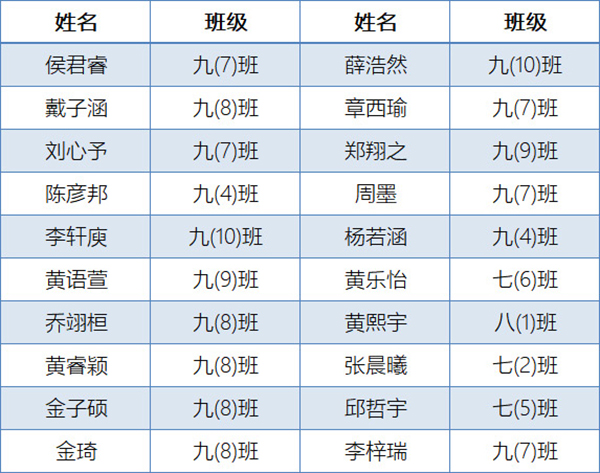 姓名 班级 姓名 班级
侯君睿 九(7)班 薛浩然 九(10)班
戴子涵 九(8)班 章西瑜 九(7)班
刘心予 九(7)班 郑翔之 九(9)班
陈彦邦 九(4)班 周墨 九(7)班
李轩庾 九(10)班 杨若涵 九(4)班
黄语萱 九(9)班 黄乐怡 七(6)班
乔翊桓 九(8)班 黄熙宇 八(1)班
黄睿颖 九(8)班 张晨曦 七(2)班
金子硕 九(8)班 邱哲宇 七(5)班
金琦 九(8)班 李梓瑞 九(7)班